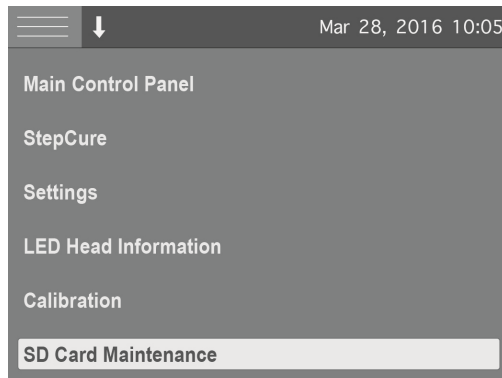 Mar 28, 2016 10:05
Main Control Panel
StepCure
Settings
LED Head Information
Calibration
SD Card Maintenance